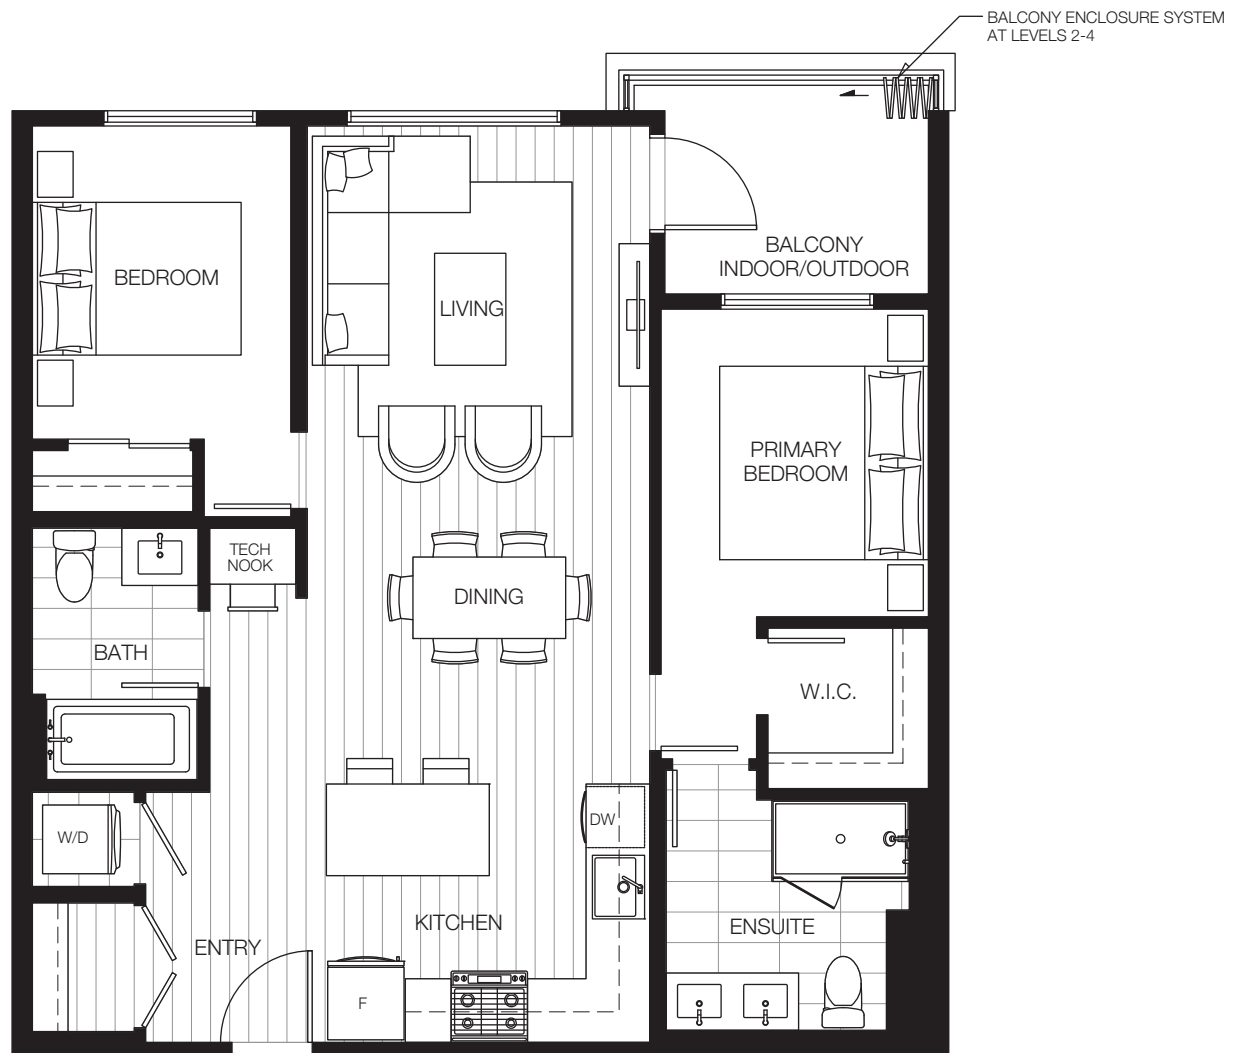 BALCONY ENCLOSURE SYSTEM
AT LEVELS 2-4
BALCONY
INDOOR/OUTDOOR
BEDROOM
LIVING
PRIMARY
BEDROOM
TECH
NOOK
DINING
BATH
W.I.C.
W/D
DW
KITCHEN
ENSUITE
ENTRY
F